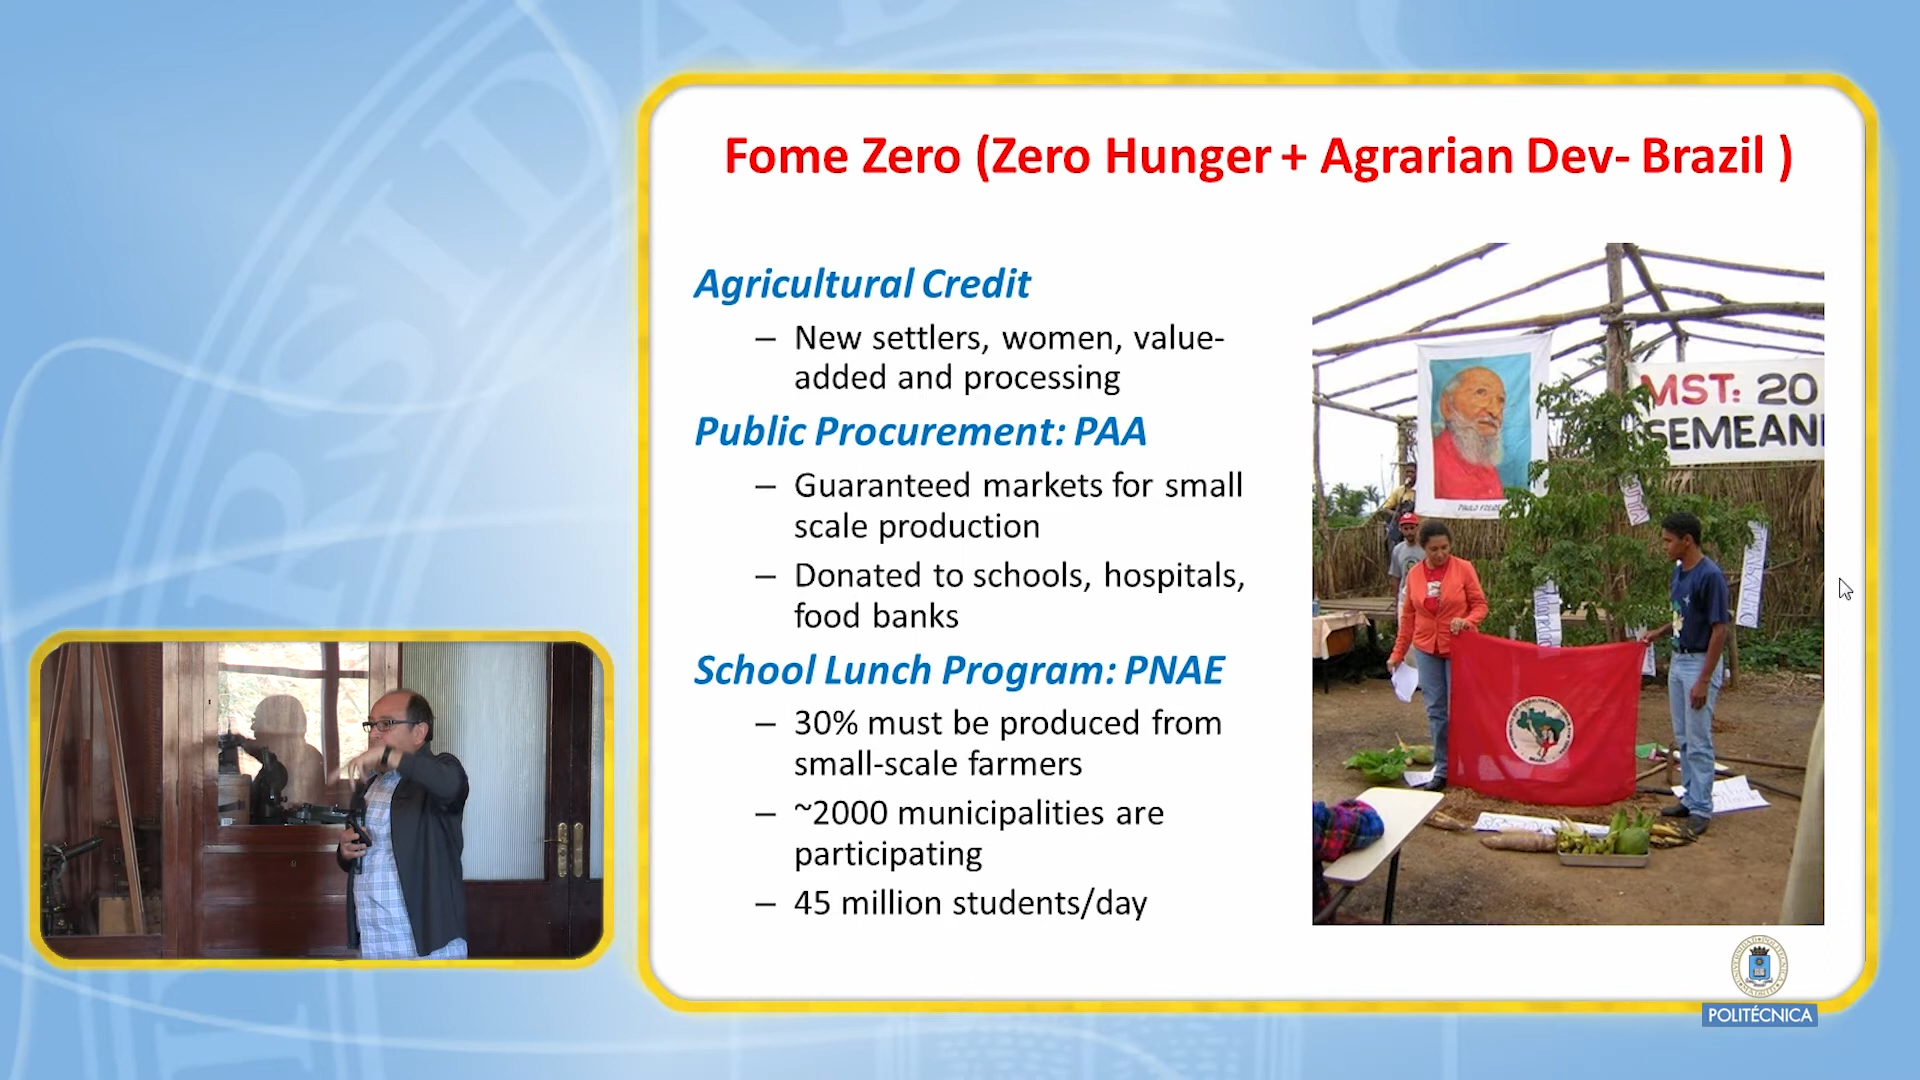 Fome Zero (Zero Hunger + Agrarian Dev- Brazil )
Agricultural Credit
– New settlers, women, value-
added and processing
Public Procurement: PAA
– Guaranteed markets for small
scale production
– Donated to schools, hospitals,
food banks
School Lunch Program: PNAE
– 30% must be produced from
small-scale farmers
– ~2000 municipalities are
participating
– 45 million students/day
MST: 20
SEMEAN
PAULO FREIRE
POLITÉCNICA